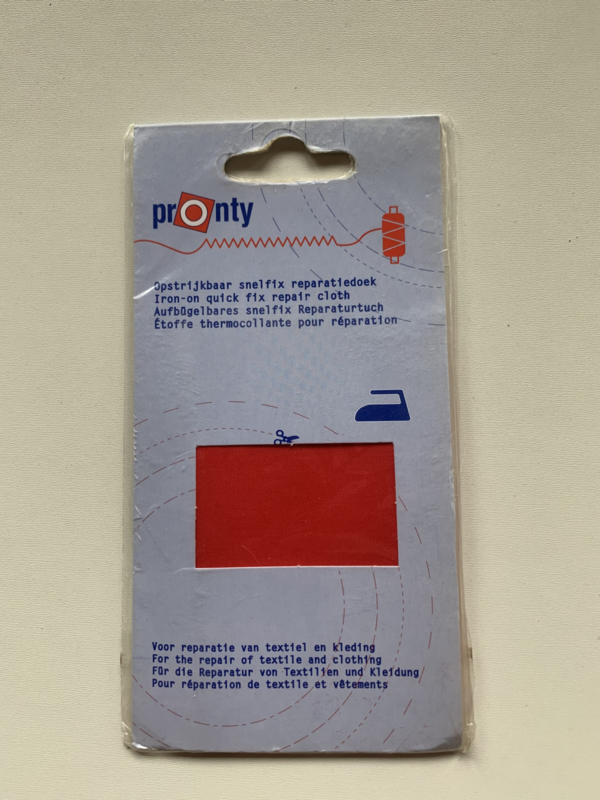 pronty
Opstrijkbaar snelfix reparatiedoek
Iron-on quick fix repair cloth
Aufbügelbares snelfix Reparaturtuch
Étoffe thermocollante pour réparation
Voor reparatie van textiel en kleding
For the repair of textile and clothing
Für die Reparatur von Textilien und Kleidung
Pour réparation de textile et vêtements